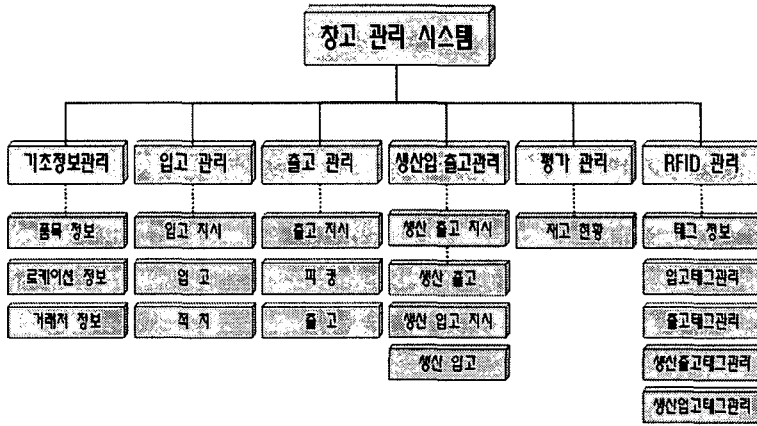 창고 관리 시스템
기초정보관리
입고 관리
출고 관리
생산입 출고관리
평가 관리
RFID 관리
품목 정보
입고 지시
출고 지시
생산 출고 지시
재고 현황
태그 정보
로케이션 정보
입 고
피 킹
생산 출고
입고태그관리
거래처 정보
적 치
출 고
생산 입고 지시
출고태그관리
생산 입고
생산출고태그관리
생산입고태그관리